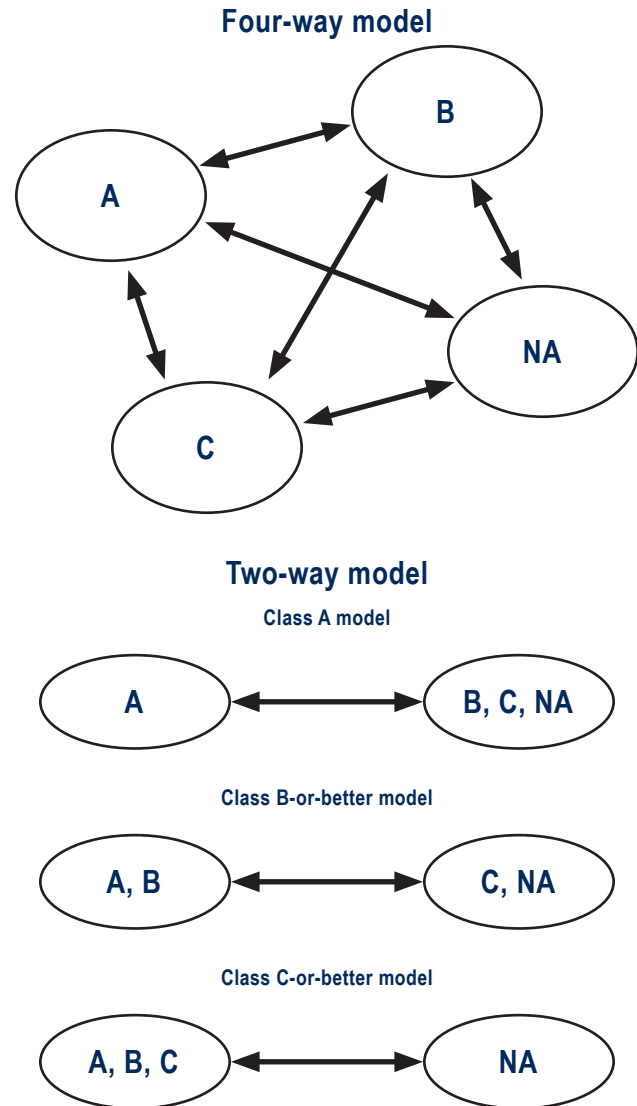 Four-way model
B
A
NA
C
Two-way model
Class A model
A
B, C, NA
Class B-or-better model
A, B
C, NA
Class C-or-better model
A, B, C
NA